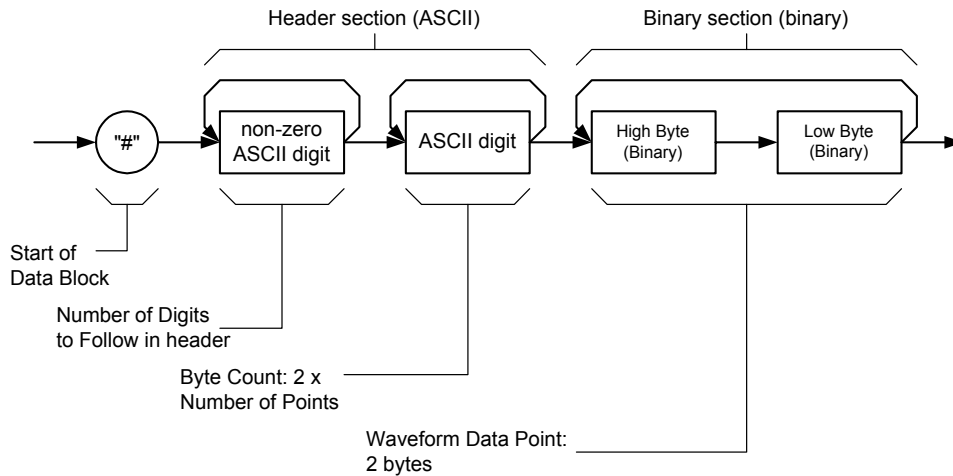 Header section (ASCII)
Binary section (binary)
"#"
non-zero
ASCII digit
ASCII digit
High Byte
(Binary)
Low Byte
(Binary)
Start of
Data Block
Number of Digits
to Follow in header
Byte Count: 2 x
Number of Points
Waveform Data Point:
2 bytes